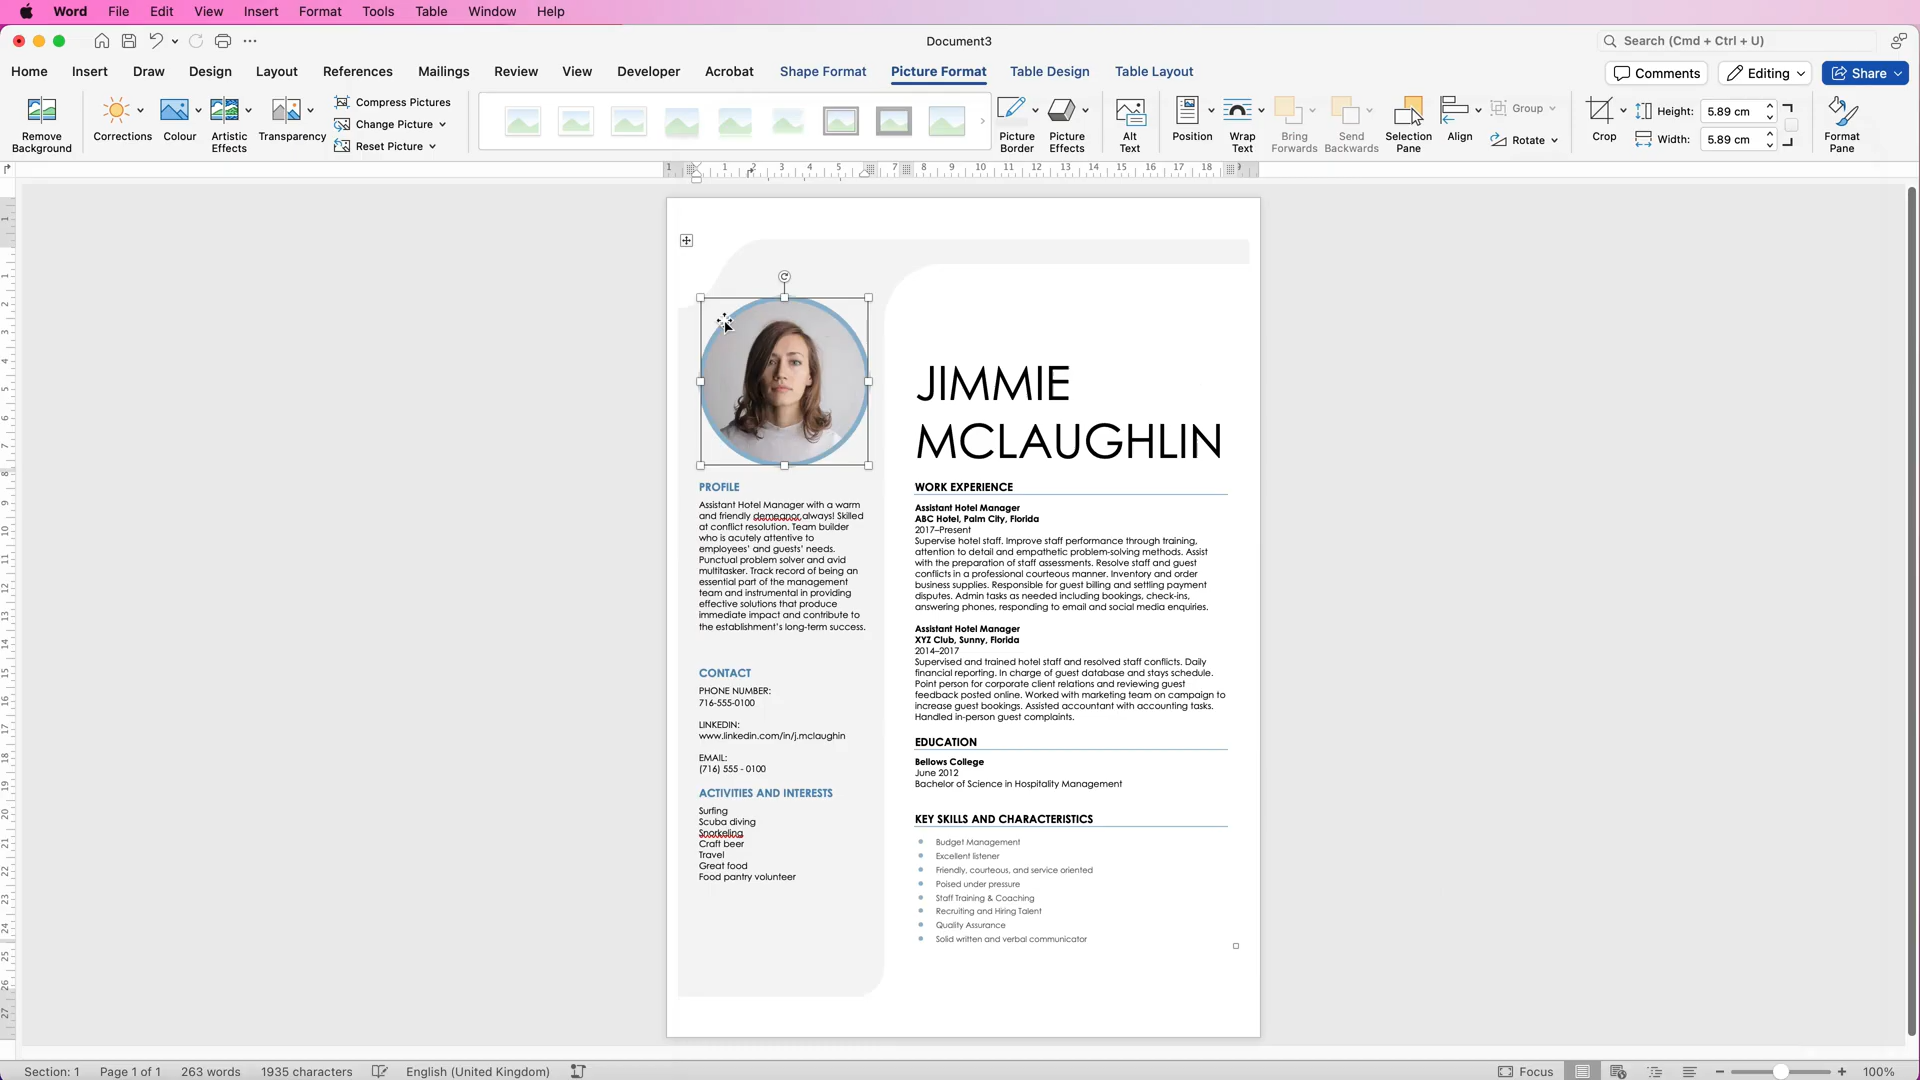 Word File Edit View Insert Format Tools Table Window Help
Document3
Search (Cmd + Ctrl + U)
Home Insert Draw Design Layout References Mailings Review View Developer Acrobat Shape Format Picture Format Table Design Table Layout
Comments Editing Share
Remove Background
Corrections
Colour
Artistic Effects
Transparency
Compress Pictures
Change Picture
Reset Picture
Picture Border
Picture Effects
Alt Text
Position
Wrap Text
Bring Forwards
Send Backwards
Selection Pane
Align
Group
Rotate
Crop
Height: 5.89 cm
Width: 5.89 cm
Format Pane
JIMMIE
MCLAUGHLIN
PROFILE
Assistant Hotel Manager with a warm
and friendly demeanor always! Skilled
at conflict resolution. Team builder
who is acutely attentive to
employees' and guests' needs.
Punctual problem solver and avid
multitasker. Track record of being an
essential part of the management
team and instrumental in providing
effective solutions that produce
immediate impact and contribute to
the establishment's long-term success.
CONTACT
PHONE NUMBER:
716-555-0100
LINKEDIN:
www.linkedin.com/in/j.mclaughin
EMAIL:
(716) 555 - 0100
ACTIVITIES AND INTERESTS
Surfing
Scuba diving
Snorkeling
Craft beer
Travel
Great food
Food pantry volunteer
WORK EXPERIENCE
Assistant Hotel Manager
ABC Hotel, Palm City, Florida
2017–Present
Supervise hotel staff. Improve staff performance through training,
attention to detail and empathetic problem-solving methods. Assist
with the preparation of staff assessments. Resolve staff and guest
conflicts in a professional courteous manner. Inventory and order
business supplies. Responsible for guest billing and settling payment
disputes. Admin tasks as needed including bookings, check-ins,
answering phones, responding to email and social media enquiries.
Assistant Hotel Manager
XYZ Club, Sunny, Florida
2014–2017
Supervised and trained hotel staff and resolved staff conflicts. Daily
financial reporting. In charge of guest database and stays schedule.
Point person for corporate client relations and reviewing guest
feedback posted online. Worked with marketing team on campaign to
increase guest bookings. Assisted accountant with accounting tasks.
Handled in-person guest complaints.
EDUCATION
Bellows College
June 2012
Bachelor of Science in Hospitality Management
KEY SKILLS AND CHARACTERISTICS
Budget Management
Excellent listener
Friendly, courteous, and service oriented
Poised under pressure
Staff Training & Coaching
Recruiting and Hiring Talent
Quality Assurance
Solid written and verbal communicator
Section: 1 Page 1 of 1 263 words 1935 characters English (United Kingdom) Focus 100%